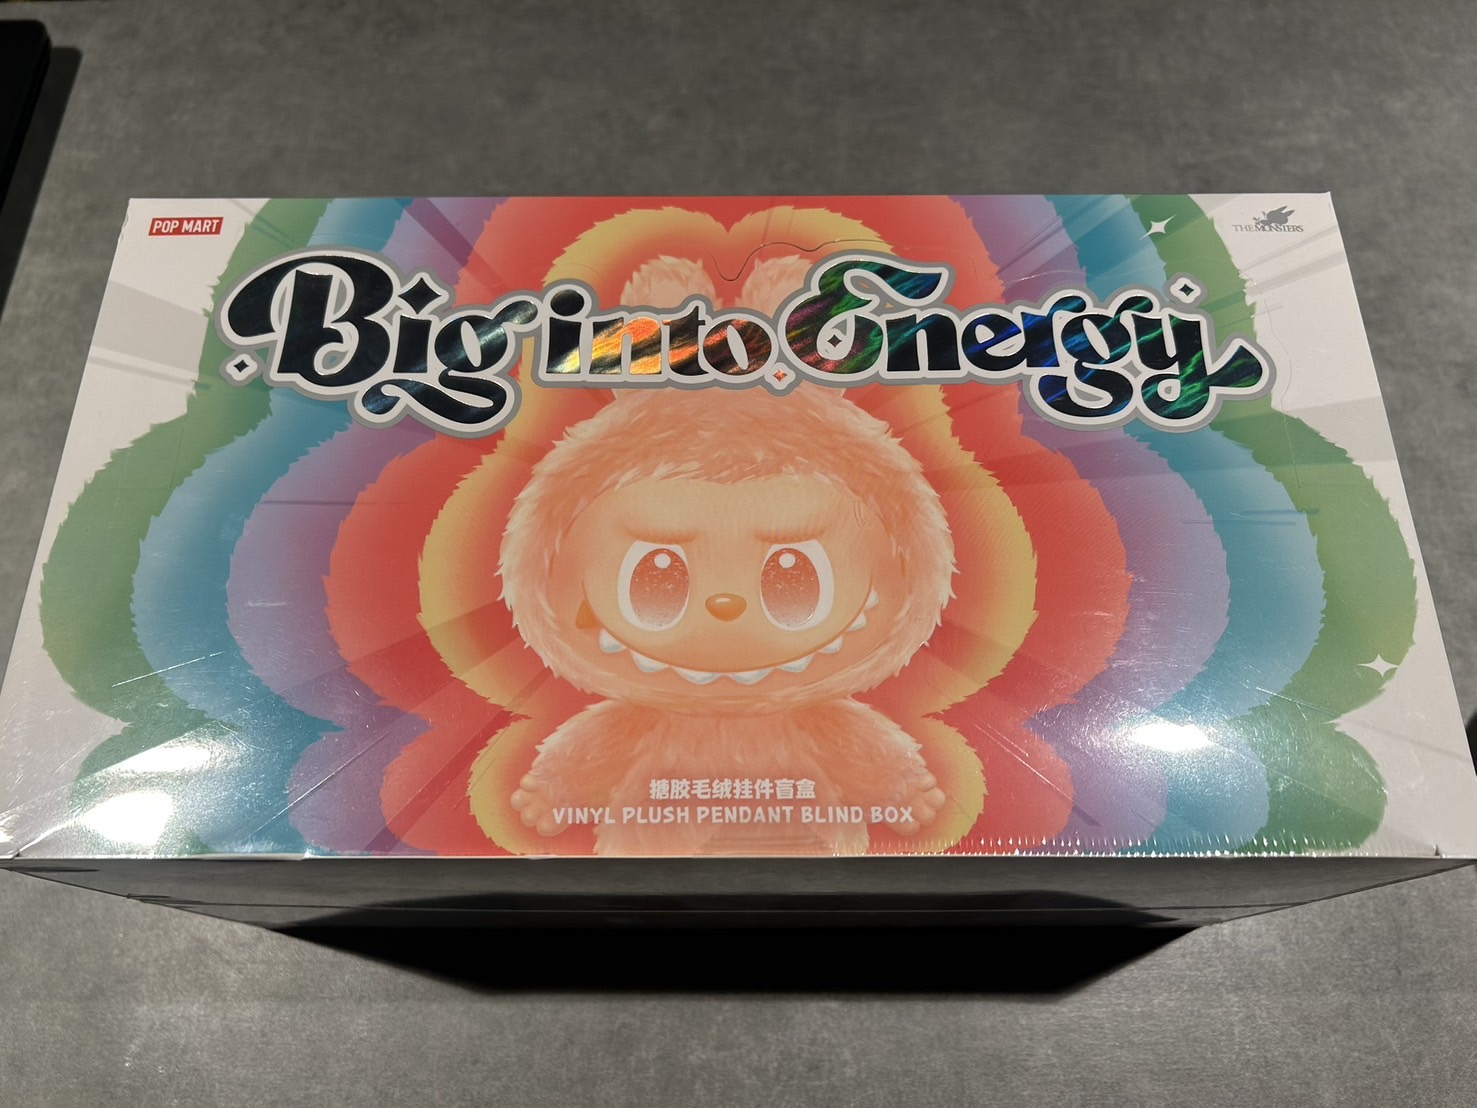 POP MART
THE MONSTERS
Big into Energy
搪胶毛绒挂件盲盒
VINYL PLUSH PENDANT BLIND BOX